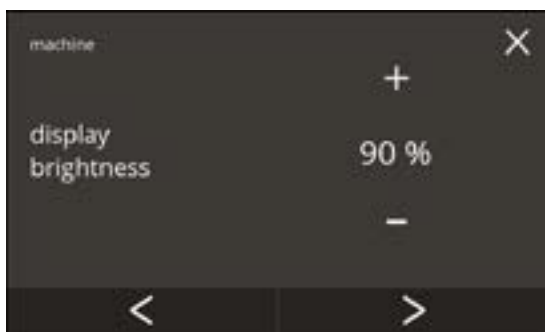 machine
+
display
brightness
90 %
-
< >